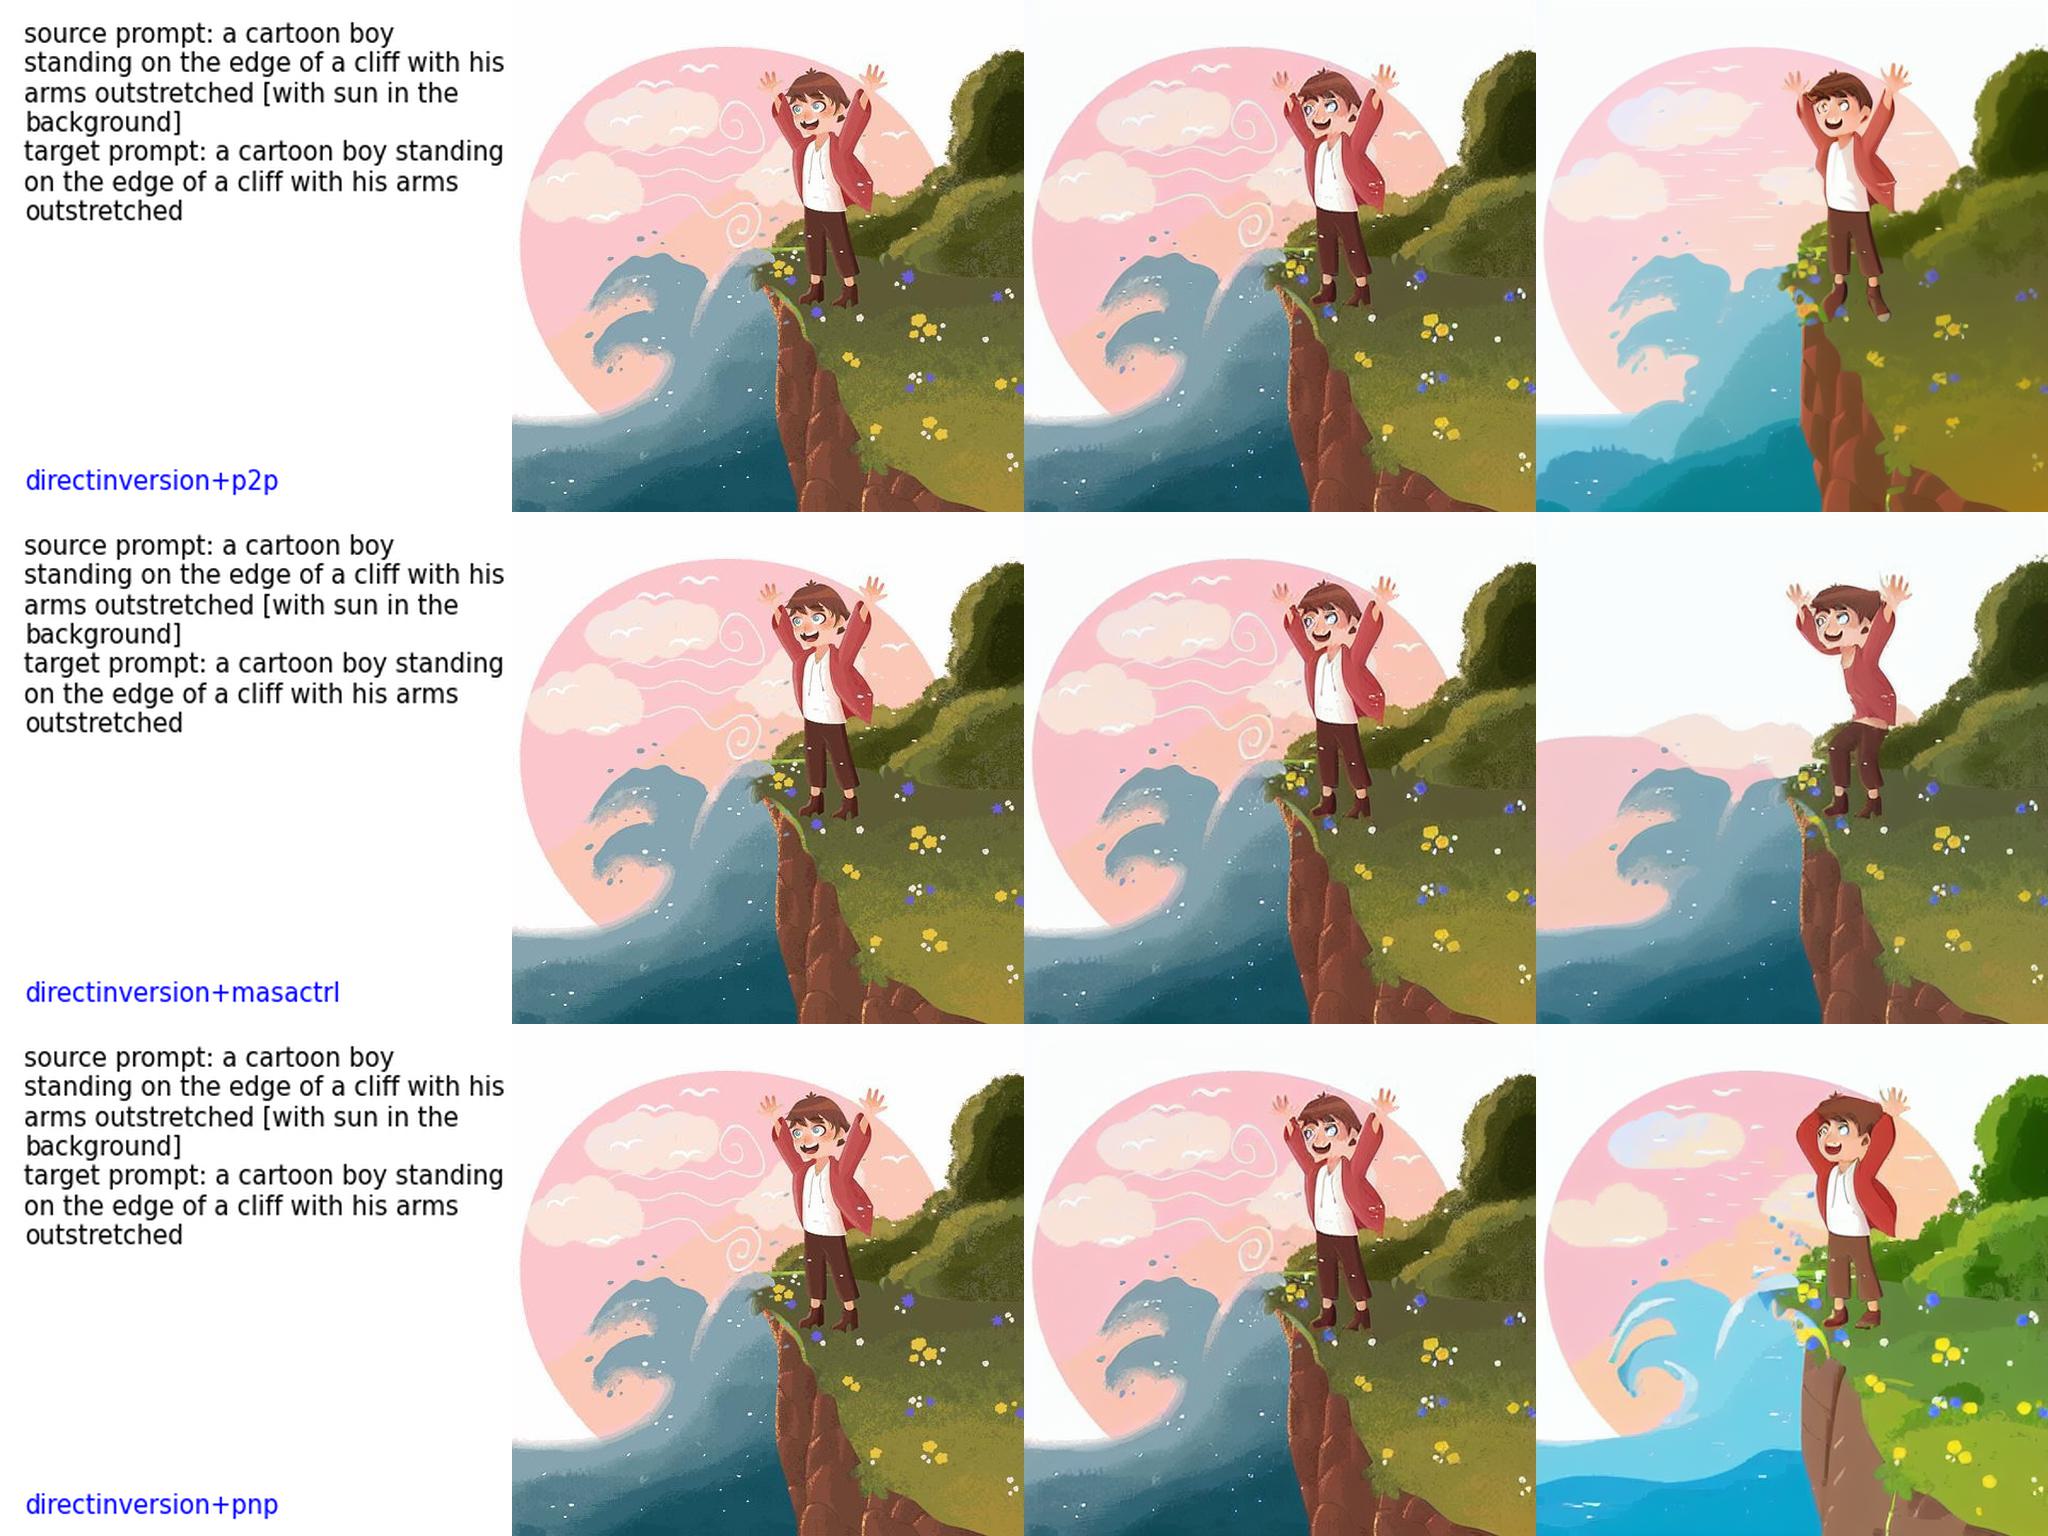 source prompt: a cartoon boy
standing on the edge of a cliff with his
arms outstretched [with sun in the
background]
target prompt: a cartoon boy standing
on the edge of a cliff with his arms
outstretched
directinversion+p2p
source prompt: a cartoon boy
standing on the edge of a cliff with his
arms outstretched [with sun in the
background]
target prompt: a cartoon boy standing
on the edge of a cliff with his arms
outstretched
directinversion+masactrl
source prompt: a cartoon boy
standing on the edge of a cliff with his
arms outstretched [with sun in the
background]
target prompt: a cartoon boy standing
on the edge of a cliff with his arms
outstretched
directinversion+pnp